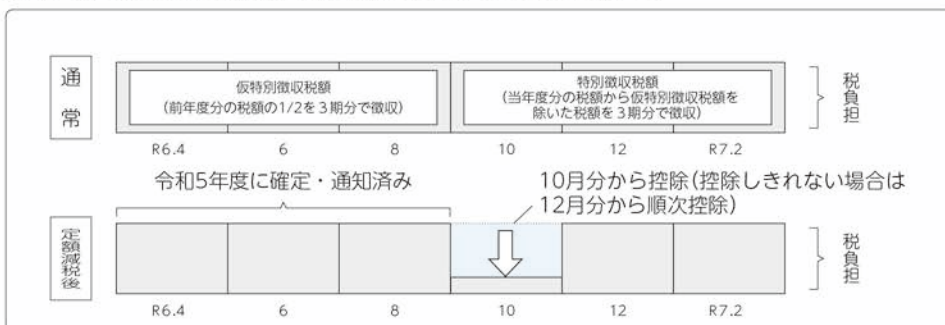 通常
仮特別徴収税額
(前年度分の税額の1/2を3期分で徴収)
特別徴収税額
(当年度分の税額から仮特別徴収税額を
除いた税額を3期分で徴収)
税負担
R6.4 6 8 10 12 R7.2
令和5年度に確定・通知済み
10月分から控除(控除しきれない場合は
12月分から順次控除)
定額減税後
税負担
R6.4 6 8 10 12 R7.2